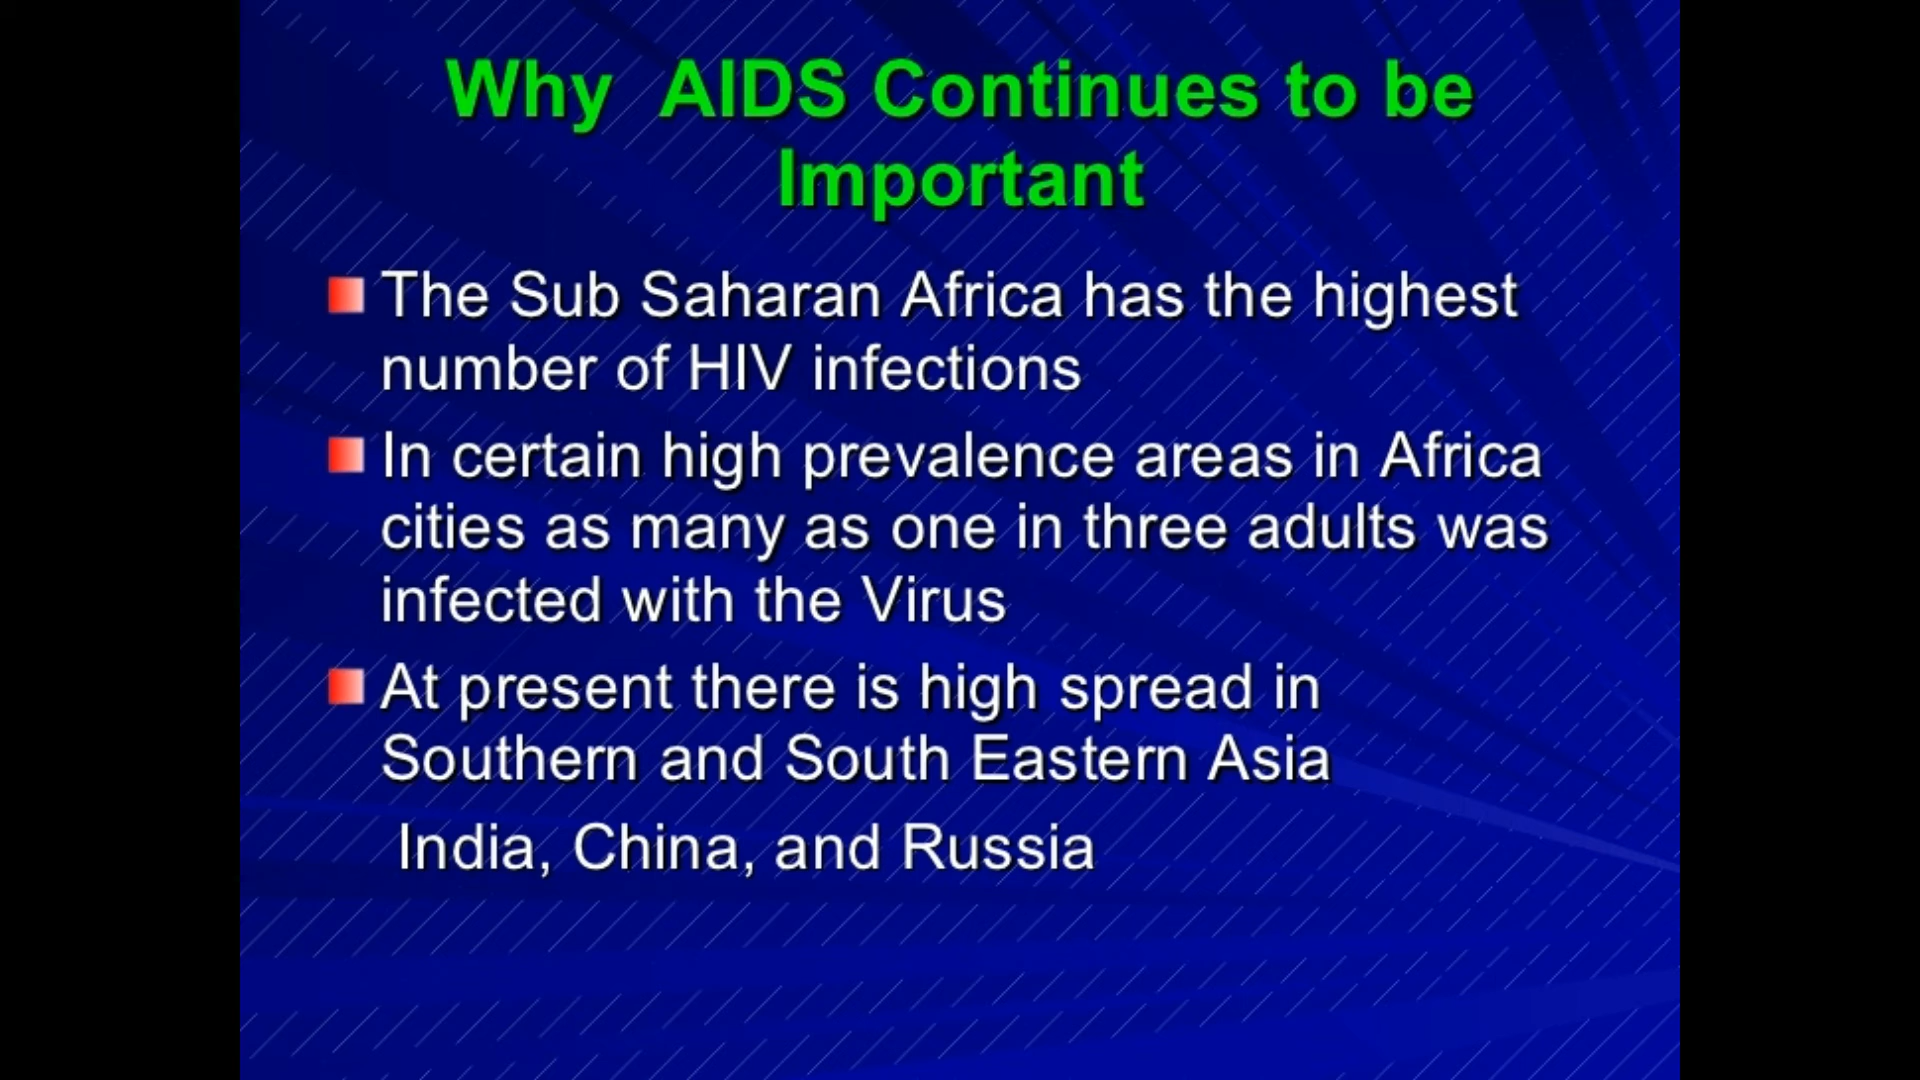 Why  AIDS Continues to be
Important
The Sub Saharan Africa has the highest
number of HIV infections
In certain high prevalence areas in Africa
cities as many as one in three adults was
infected with the Virus
At present there is high spread in
Southern and South Eastern Asia
India, China, and Russia